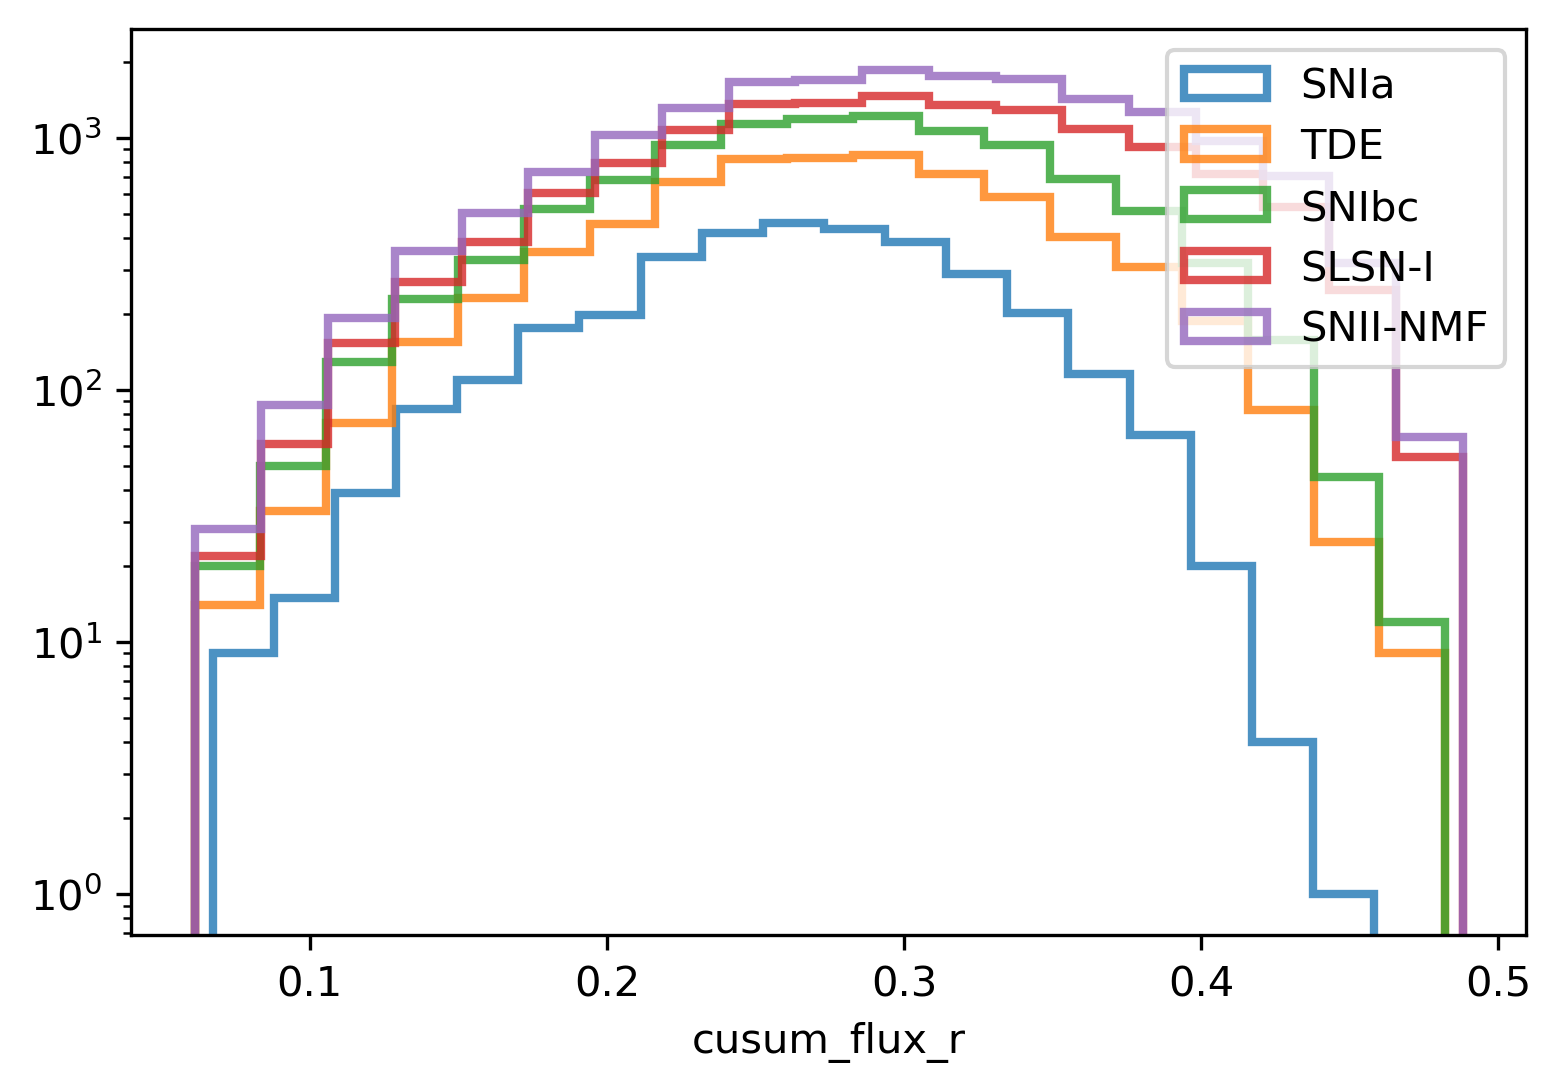 SNIa
TDE
SNIbc
SLSN-I
SNII-NMF
10³
10²
10¹
10⁰
0.1 0.2 0.3 0.4 0.5
cusum_flux_r